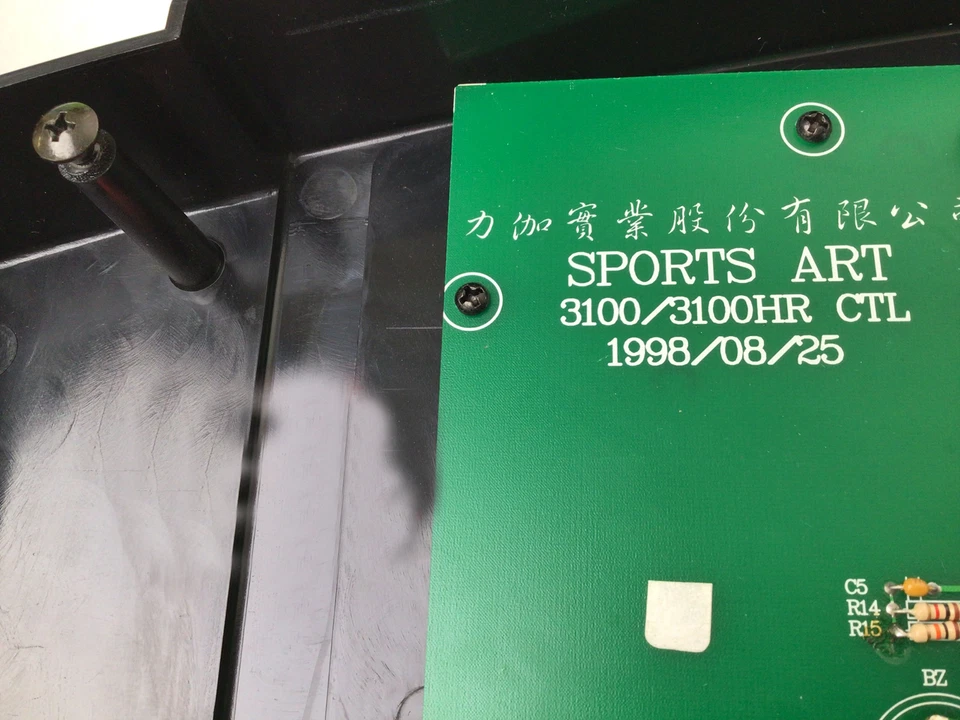 力伽實業股份有限公司
SPORTS ART
3100/3100HR CTL
1998/08/25
C5
R14
R15
BZ